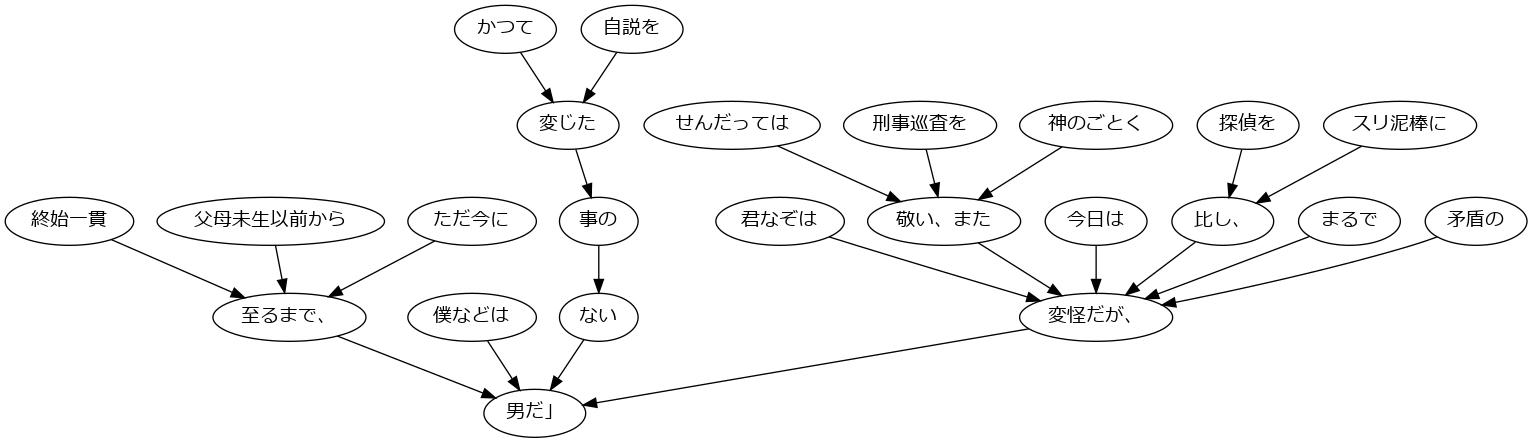 かつて
自説を
変じた
せんだっては
刑事巡査を
神のごとく
探偵を
スリ泥棒に
終始一貫
父母未生以前から
ただ今に
事の
君なぞは
敬い、また
今日は
比し、
まるで
矛盾の
至るまで、
僕などは
ない
変怪だが、
男だ」